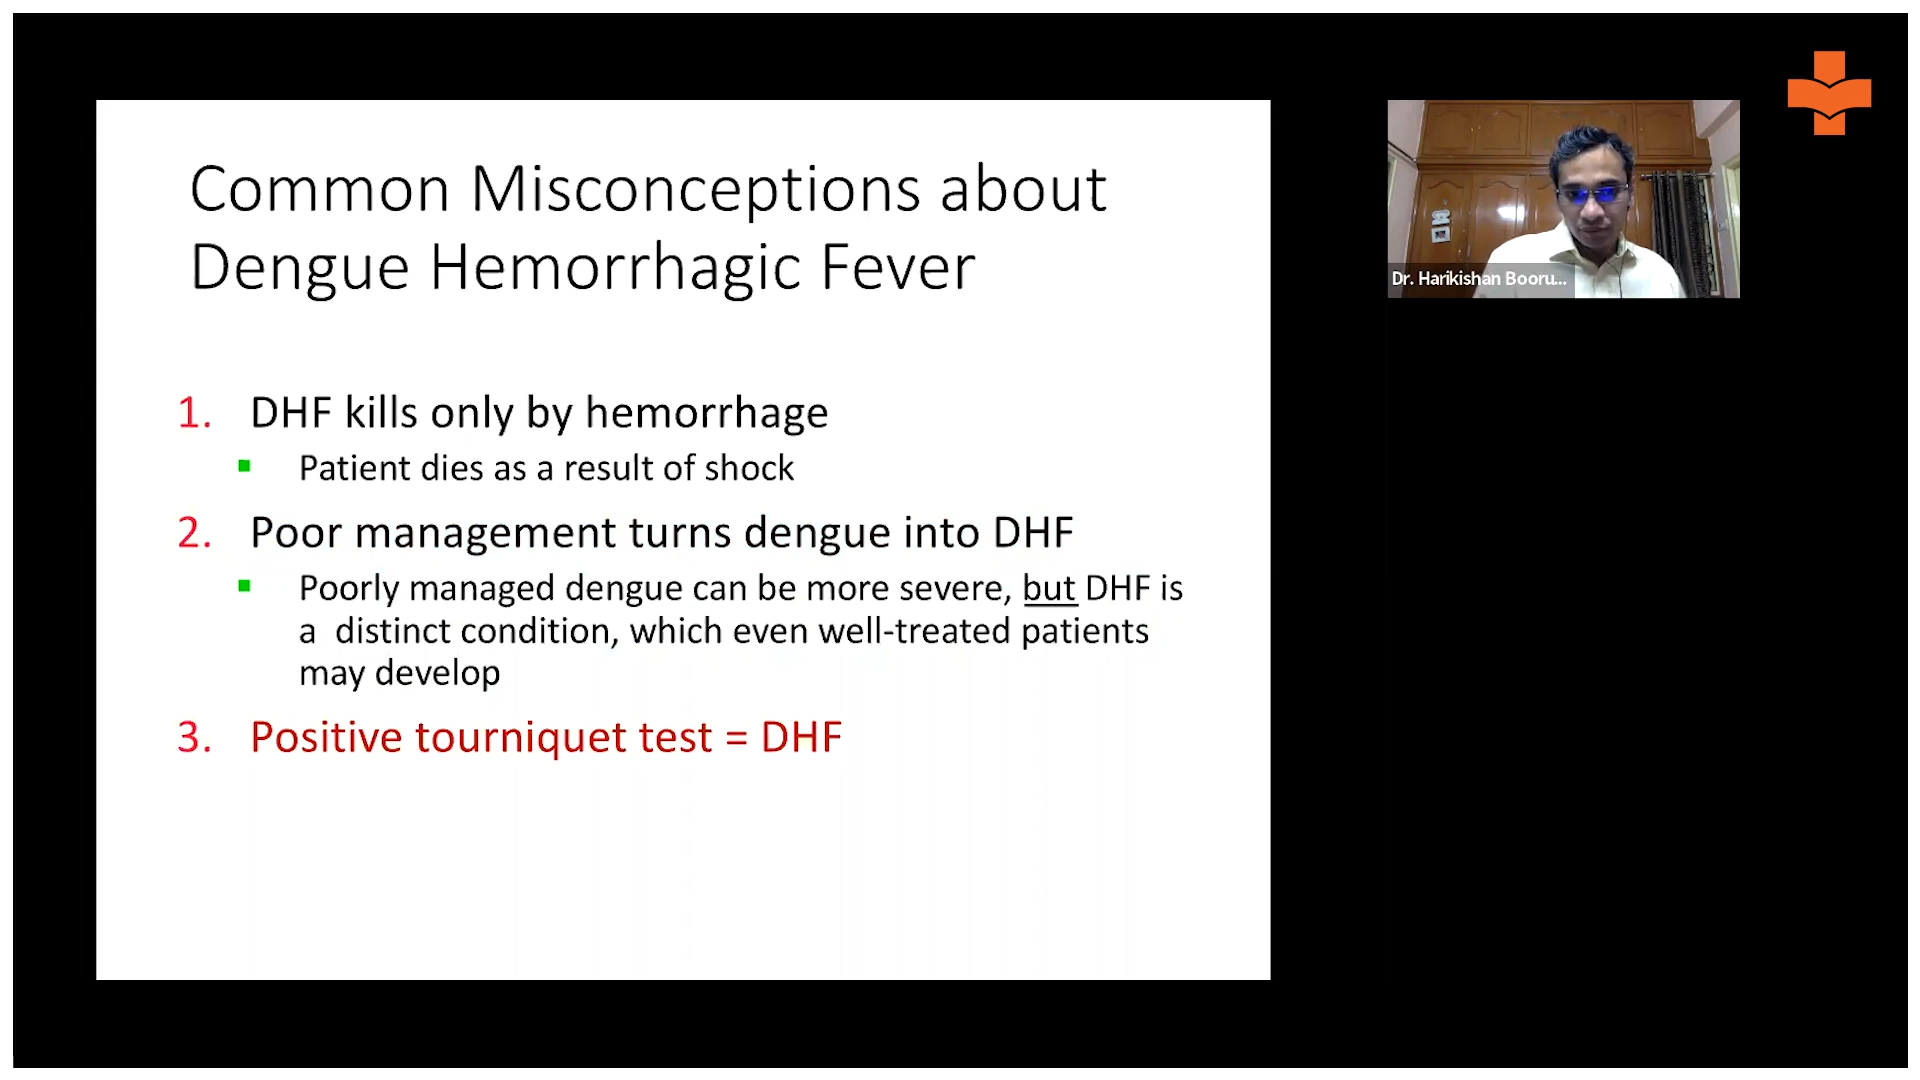 Common Misconceptions about
Dengue Hemorrhagic Fever
1. DHF kills only by hemorrhage
Patient dies as a result of shock
2. Poor management turns dengue into DHF
Poorly managed dengue can be more severe, but DHF is
a distinct condition, which even well-treated patients
may develop
3. Positive tourniquet test = DHF
Dr. Harikishan Booru...